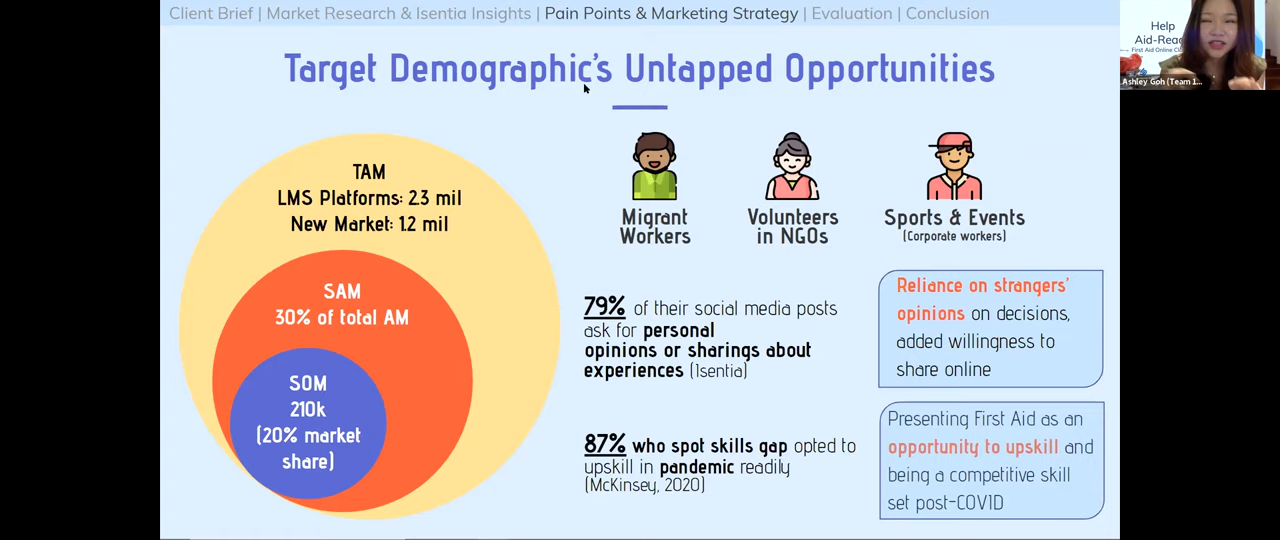 Client Brief | Market Research & Isentia Insights | Pain Points & Marketing Strategy | Evaluation | Conclusion
Target Demographic's Untapped Opportunities
TAM
LMS Platforms: 2.3 mil
New Market: 1.2 mil
SAM
30% of total AM
SOM
210k
(20% market
share)
Migrant
Workers
Volunteers
in NGOs
Sports & Events
(Corporate workers)
79% of their social media posts
ask for personal
opinions or sharings about
experiences (Isentia)
Reliance on strangers'
opinions on decisions,
added willingness to
share online
87% who spot skills gap opted to
upskill in pandemic readily
(McKinsey, 2020)
Presenting First Aid as an
opportunity to upskill and
being a competitive skill
set post-COVID
Help
First Aid Online
Ashley Goh (Team 1...